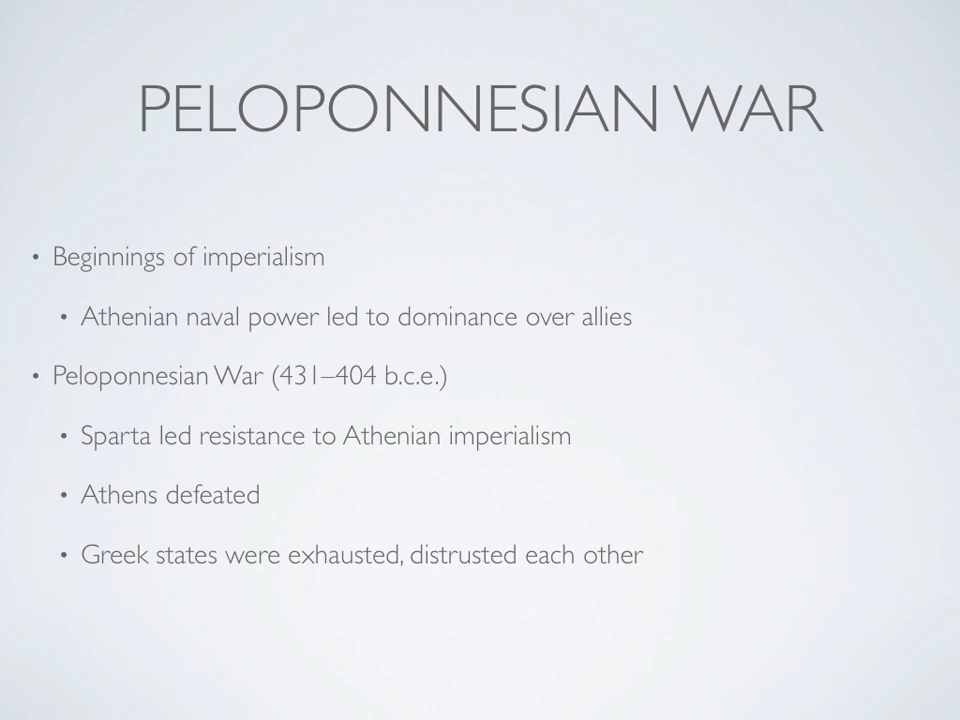 PELOPONNESIAN WAR
• Beginnings of imperialism
• Athenian naval power led to dominance over allies
• Peloponnesian War (431–404 b.c.e.)
• Sparta led resistance to Athenian imperialism
• Athens defeated
• Greek states were exhausted, distrusted each other